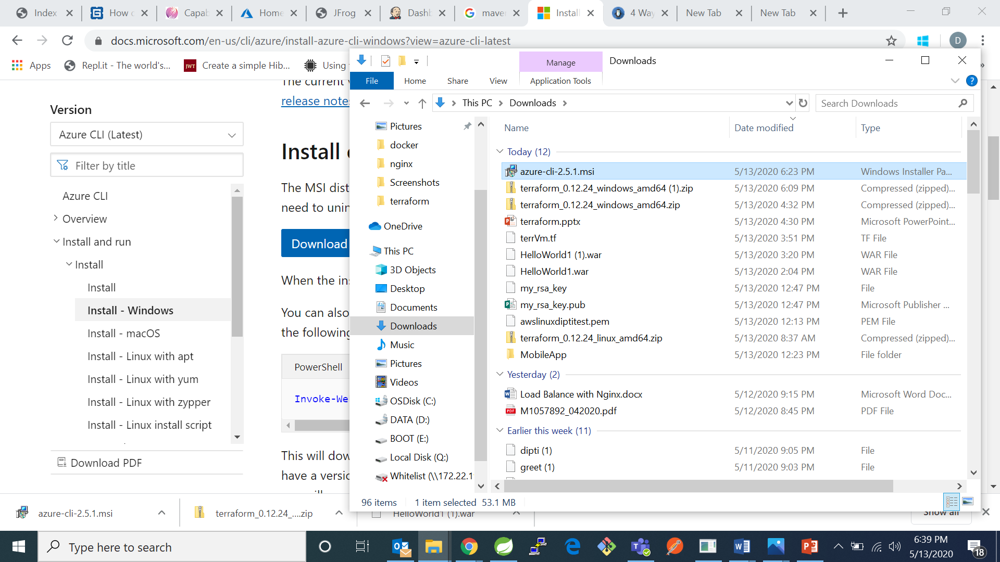 Index
How c
Capab
Home
JFrog
Dashb
maver
Install
4 Way
New Tab
New Tab
docs.microsoft.com/en-us/cli/azure/install-azure-cli-windows?view=azure-cli-latest
D
Apps
Repl.it - The world's...
JWT
Create a simple Hib...
Using
»
Manage
Downloads
File
Home
Share
View
Application Tools
?
This PC
Downloads
Search Downloads
The current
release notes
Version
Azure CLI (Latest)
Filter by title
Azure CLI
Overview
Install and run
Install
Install
Install - Windows
Install - macOS
Install - Linux with apt
Install - Linux with yum
Install - Linux with zypper
Install - Linux install script
Download PDF
Install
The MSI dist
need to unin
Download
When the ins
You can also
the following
PowerShell
Invoke-We
This will dow
have a versio
Pictures
docker
nginx
Screenshots
terraform
OneDrive
This PC
3D Objects
Desktop
Documents
Downloads
Music
Pictures
Videos
OSDisk (C:)
DATA (D:)
BOOT (E:)
Local Disk (Q:)
Whitelist (\\172.22.1
Name Date modified Type
Today (12)
azure-cli-2.5.1.msi 5/13/2020 6:23 PM Windows Installer Pa...
terraform_0.12.24_windows_amd64 (1).zip 5/13/2020 6:09 PM Compressed (zipped)...
terraform_0.12.24_windows_amd64.zip 5/13/2020 4:32 PM Compressed (zipped)...
terraform.pptx 5/13/2020 4:30 PM Microsoft PowerPoint...
terrVm.tf 5/13/2020 3:51 PM TF File
HelloWorld1 (1).war 5/13/2020 3:20 PM WAR File
HelloWorld1.war 5/13/2020 2:04 PM WAR File
my_rsa_key 5/13/2020 12:47 PM File
my_rsa_key.pub 5/13/2020 12:47 PM Microsoft Publisher ...
awslinuxdiptitest.pem 5/13/2020 12:13 PM PEM File
terraform_0.12.24_linux_amd64.zip 5/13/2020 8:37 AM Compressed (zipped)...
MobileApp 5/13/2020 12:23 PM File folder
Yesterday (2)
Load Balance with Nginx.docx 5/12/2020 9:15 PM Microsoft Word Doc...
M1057892_042020.pdf 5/12/2020 8:45 PM PDF File
Earlier this week (11)
dipti (1) 5/11/2020 9:05 PM File
greet (1) 5/11/2020 9:03 PM File
96 items 1 item selected 53.1 MB
azure-cli-2.5.1.msi
terraform_0.12.24_....zip
HelloWorld1 (1).war
Show all
Type here to search
6:39 PM
5/13/2020
18